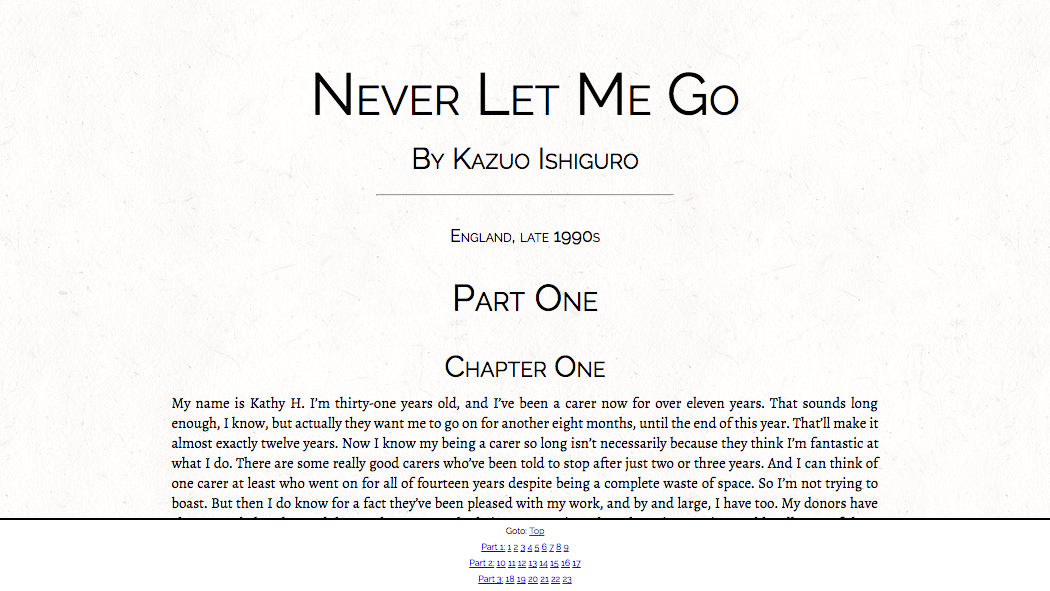 Never Let Me Go
By Kazuo Ishiguro
England, late 1990s
Part One
Chapter One
My name is Kathy H. I’m thirty-one years old, and I’ve been a carer now for over eleven years. That sounds long
enough, I know, but actually they want me to go on for another eight months, until the end of this year. That’ll make it
almost exactly twelve years. Now I know my being a carer so long isn’t necessarily because they think I’m fantastic at
what I do. There are some really good carers who’ve been told to stop after just two or three years. And I can think of
one carer at least who went on for all of fourteen years despite being a complete waste of space. So I’m not trying to
boast. But then I do know for a fact they’ve been pleased with my work, and by and large, I have too. My donors have
Goto: Top
Part 1: 1 2 3 4 5 6 7 8 9
Part 2: 10 11 12 13 14 15 16 17
Part 3: 18 19 20 21 22 23